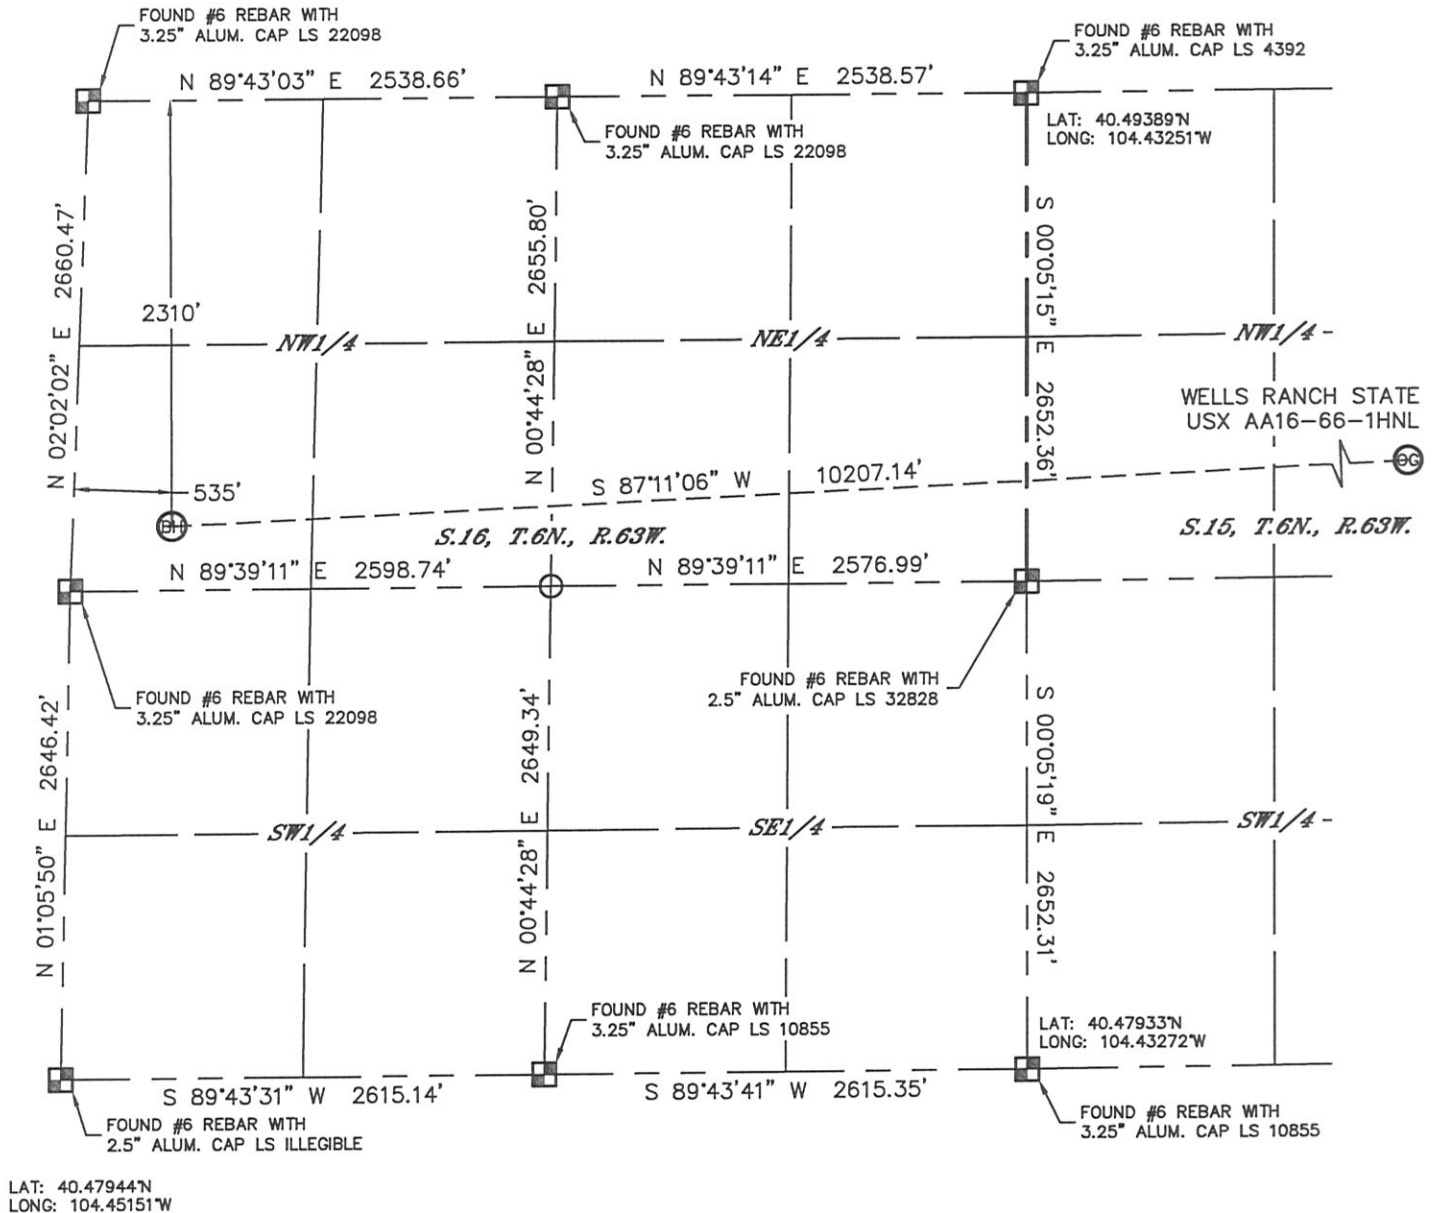 FOUND #6 REBAR WITH
3.25" ALUM. CAP LS 22098
FOUND #6 REBAR WITH
3.25" ALUM. CAP LS 4392
N 89°43'03" E 2538.66'
N 89°43'14" E 2538.57'
FOUND #6 REBAR WITH
3.25" ALUM. CAP LS 22098
LAT: 40.49389°N
LONG: 104.43251°W
N 02°02'02" E 2660.47'
N 00°44'28" E 2655.80'
S 00°05'15" E 2652.36'
2310'
NW1/4
NE1/4
NW1/4
WELLS RANCH STATE
USX AA16-66-1HNL
OG
535'
S 87°11'06" W 10207.14'
BH
S.16, T.6N., R.63W.
S.15, T.6N., R.63W.
N 89°39'11" E 2598.74'
N 89°39'11" E 2576.99'
FOUND #6 REBAR WITH
3.25" ALUM. CAP LS 22098
FOUND #6 REBAR WITH
2.5" ALUM. CAP LS 32828
N 01°05'50" E 2646.42'
N 00°44'28" E 2649.34'
S 00°05'19" E 2652.31'
SW1/4
SE1/4
SW1/4
FOUND #6 REBAR WITH
3.25" ALUM. CAP LS 10855
LAT: 40.47933°N
LONG: 104.43272°W
S 89°43'31" W 2615.14'
S 89°43'41" W 2615.35'
FOUND #6 REBAR WITH
2.5" ALUM. CAP LS ILLEGIBLE
FOUND #6 REBAR WITH
3.25" ALUM. CAP LS 10855
LAT: 40.47944°N
LONG: 104.45151°W